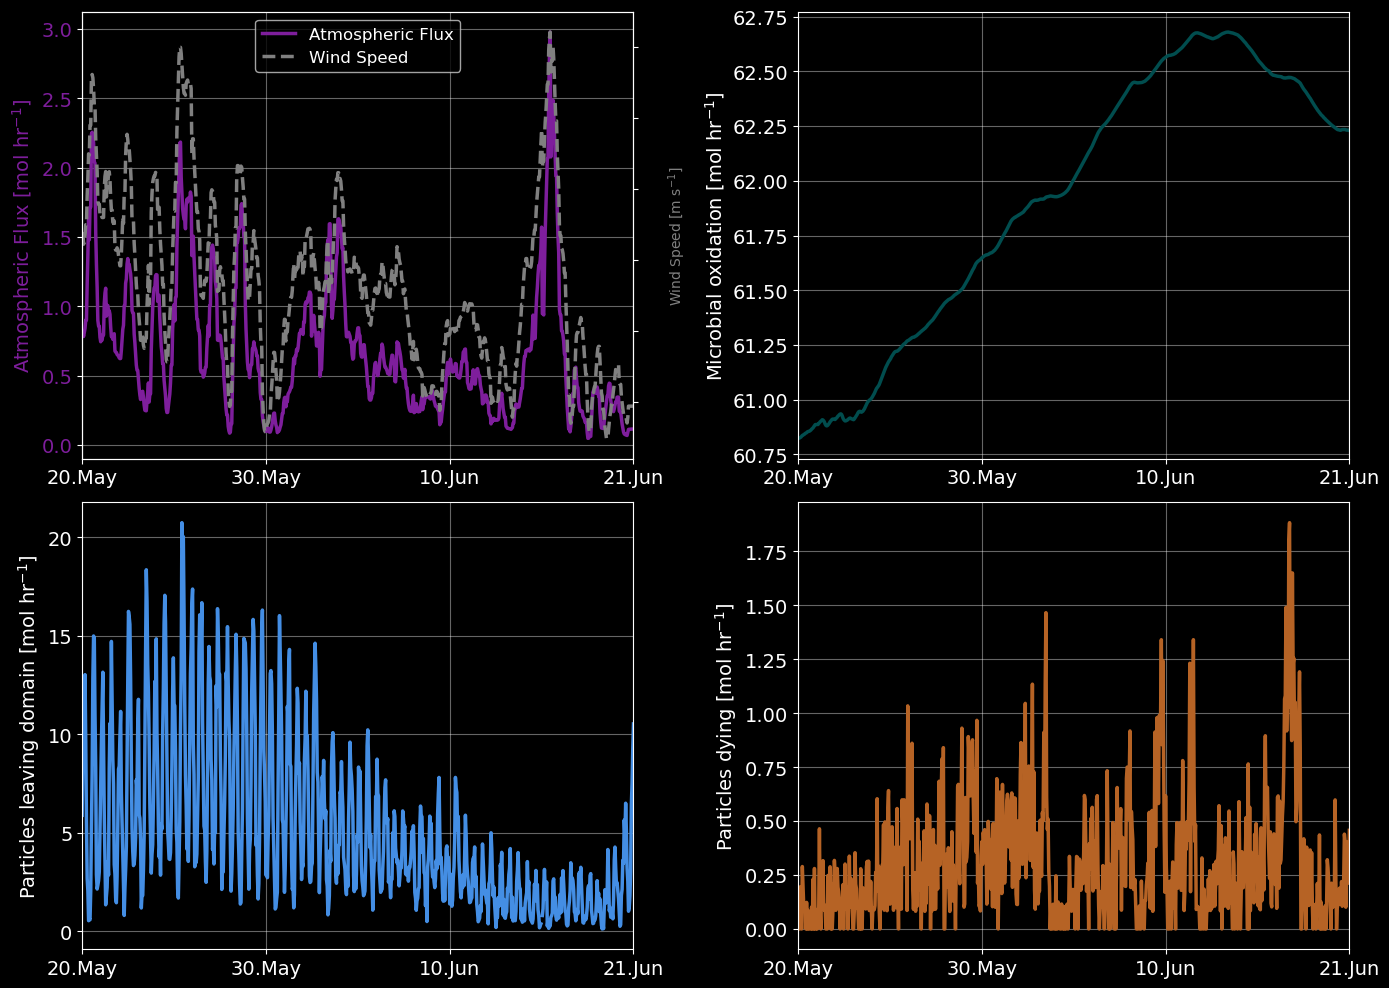 Atmospheric Flux [mol hr⁻¹]
3.0
2.5
2.0
1.5
1.0
0.5
0.0
Atmospheric Flux
Wind Speed
20.May 30.May 10.Jun 21.Jun
Wind Speed [m s⁻¹]
Microbial oxidation [mol hr⁻¹]
62.75
62.50
62.25
62.00
61.75
61.50
61.25
61.00
60.75
20.May 30.May 10.Jun 21.Jun
Particles leaving domain [mol hr⁻¹]
20
15
10
5
0
20.May 30.May 10.Jun 21.Jun
Particles dying [mol hr⁻¹]
1.75
1.50
1.25
1.00
0.75
0.50
0.25
0.00
20.May 30.May 10.Jun 21.Jun